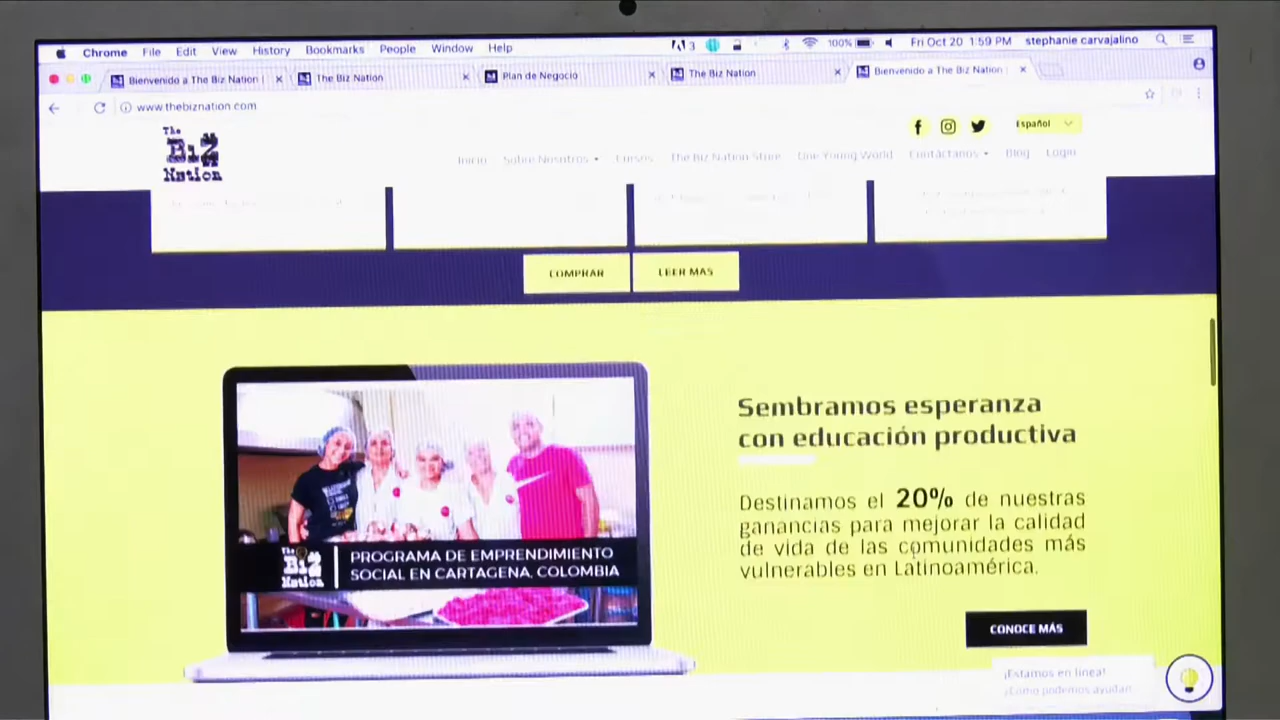 Chrome File Edit View History Bookmarks People Window Help 3 100% Fri Oct 20 1:59 PM stephanie carvajalino
Bienvenido a The Biz Nation | The Biz Nation Plan de Negocio The Biz Nation Bienvenido a The Biz Nation |
www.thebiznation.com
The Biz Nation
Español
Inicio Sobre Nosotros Cursos The Biz Nation Store One Young World Contáctanos Blog Login
COMPRAR LEER MAS
Sembramos esperanza
con educación productiva
Destinamos el 20% de nuestras
ganancias para mejorar la calidad
de vida de las comunidades más
vulnerables en Latinoamérica.
The Biz Nation
PROGRAMA DE EMPRENDIMIENTO
SOCIAL EN CARTAGENA, COLOMBIA
CONOCE MÁS
¡Estamos en línea!
¿Cómo podemos ayudar?